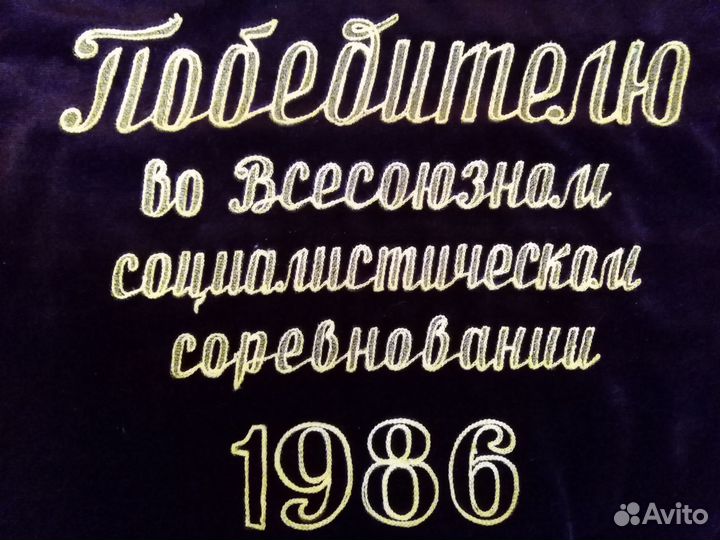 Победителю
во Всесоюзном
социалистическом
соревновании
1986
Avito